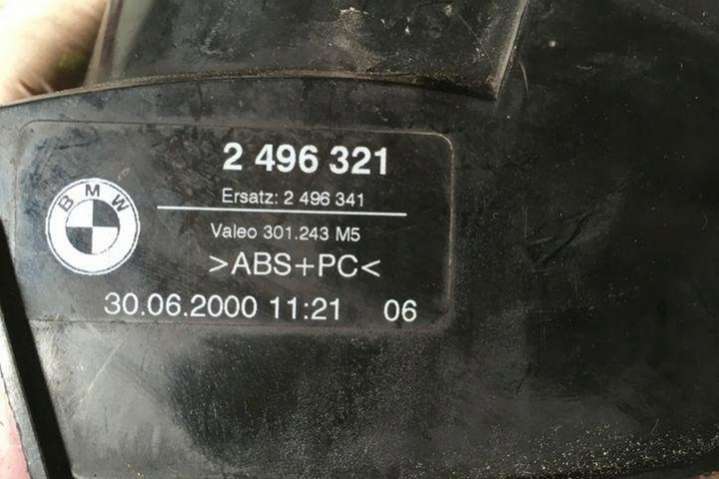 BMW
2 496 321
Ersatz: 2 496 341
Valeo 301.243 M5
>ABS+PC<
30.06.2000 11:21 06